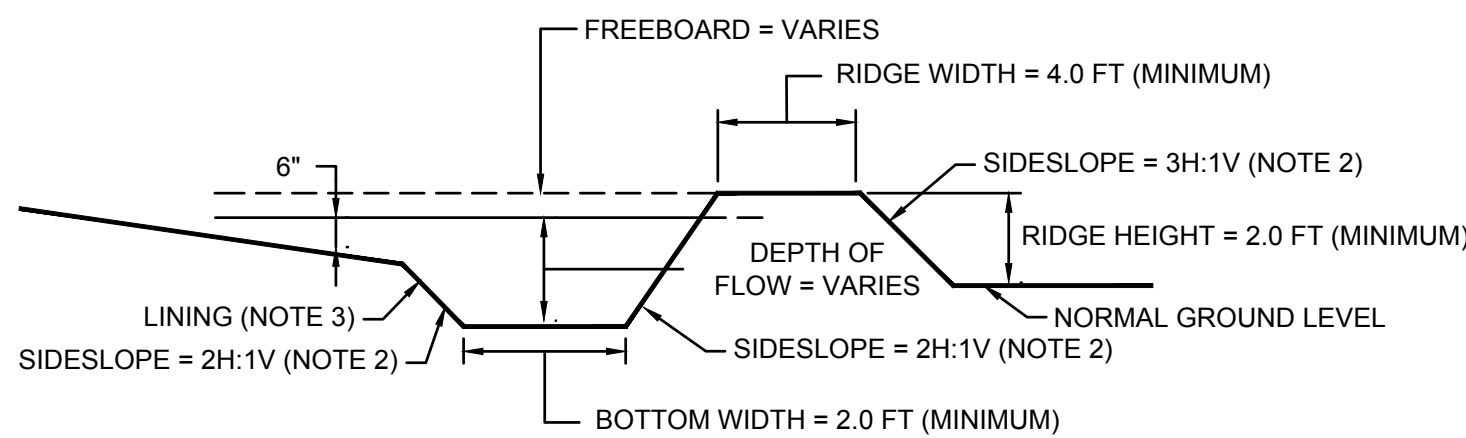 FREEBOARD = VARIES
RIDGE WIDTH = 4.0 FT (MINIMUM)
6"
SIDESLOPE = 3H:1V (NOTE 2)
RIDGE HEIGHT = 2.0 FT (MINIMUM)
DEPTH OF
FLOW = VARIES
LINING (NOTE 3)
NORMAL GROUND LEVEL
SIDESLOPE = 2H:1V (NOTE 2)
SIDESLOPE = 2H:1V (NOTE 2)
BOTTOM WIDTH = 2.0 FT (MINIMUM)